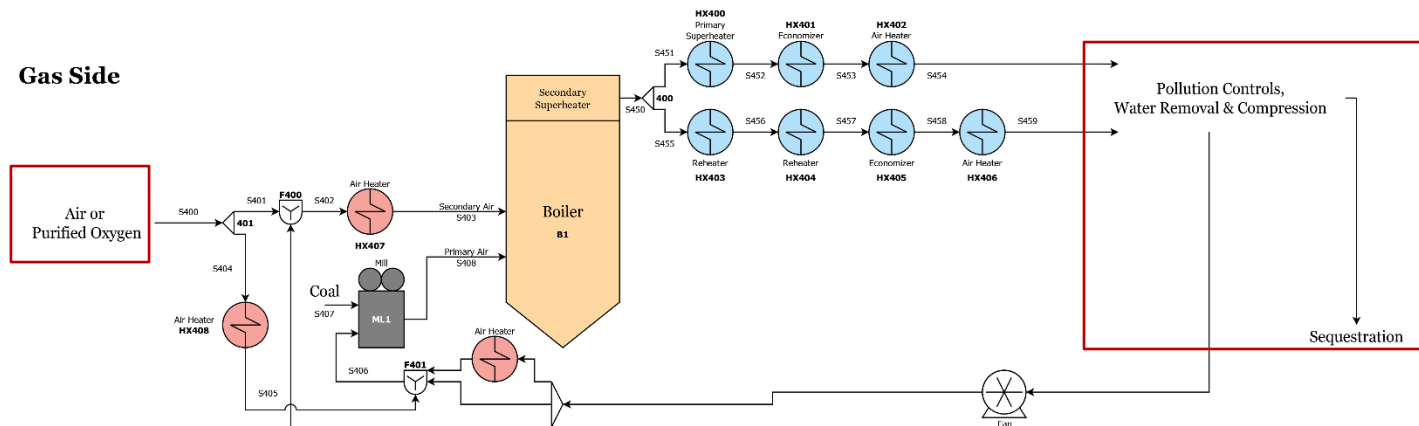 Gas Side
HX400
Primary
Superheater
HX401
Economizer
HX402
Air Heater
S451
S452
S453
S454
Secondary
Superheater
S450
400
S455
S456
S457
S458
S459
Reheater
HX403
Reheater
HX404
Economizer
HX405
Air Heater
HX406
Pollution Controls,
Water Removal & Compression
Sequestration
Air or
Purified Oxygen
S400
401
S401
F400
S402
Air Heater
HX407
Secondary Air
S403
Boiler
B1
Primary Air
S408
S404
Mill
Coal
S407
ML1
Air Heater
HX408
Air Heater
F401
S406
S405
Fan